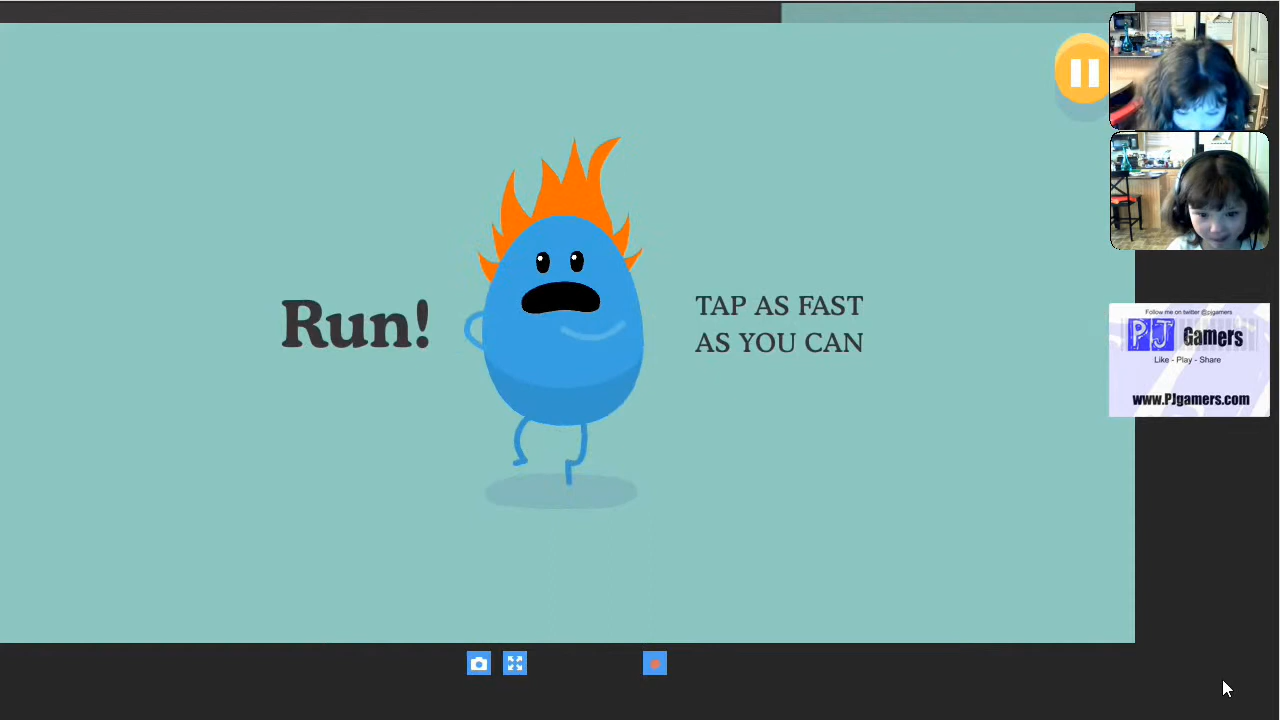 Run!
TAP AS FAST
AS YOU CAN
Follow me on twitter @pjgamers
PJ Gamers
Like - Play - Share
www.PJgamers.com